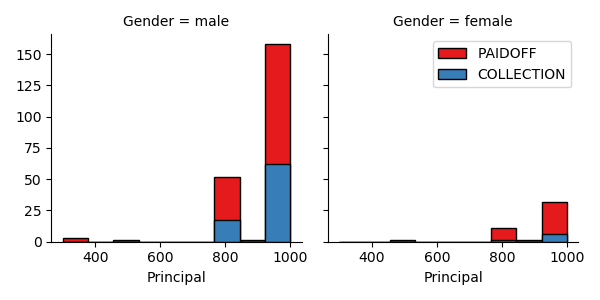 Gender = male
Gender = female
150
125
100
75
50
25
0
PAIDOFF
COLLECTION
400
600
800
1000
400
600
800
1000
Principal
Principal